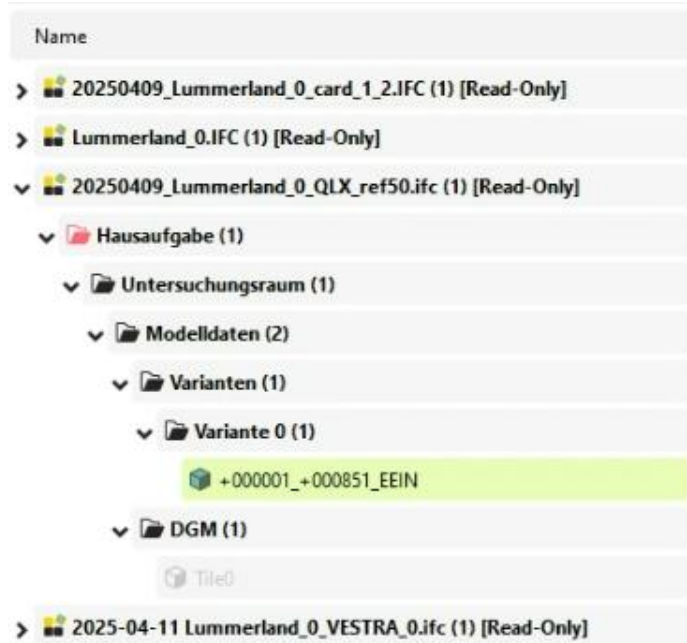 Name
20250409_Lummerland_0_card_1_2.IFC (1) [Read-Only]
Lummerland_0.IFC (1) [Read-Only]
20250409_Lummerland_0_QLX_ref50.ifc (1) [Read-Only]
Hausaufgabe (1)
Untersuchungsraum (1)
Modelldaten (2)
Varianten (1)
Variante 0 (1)
+000001_+000851_EEIN
DGM (1)
Tile0
2025-04-11 Lummerland_0_VESTRA_0.ifc (1) [Read-Only]